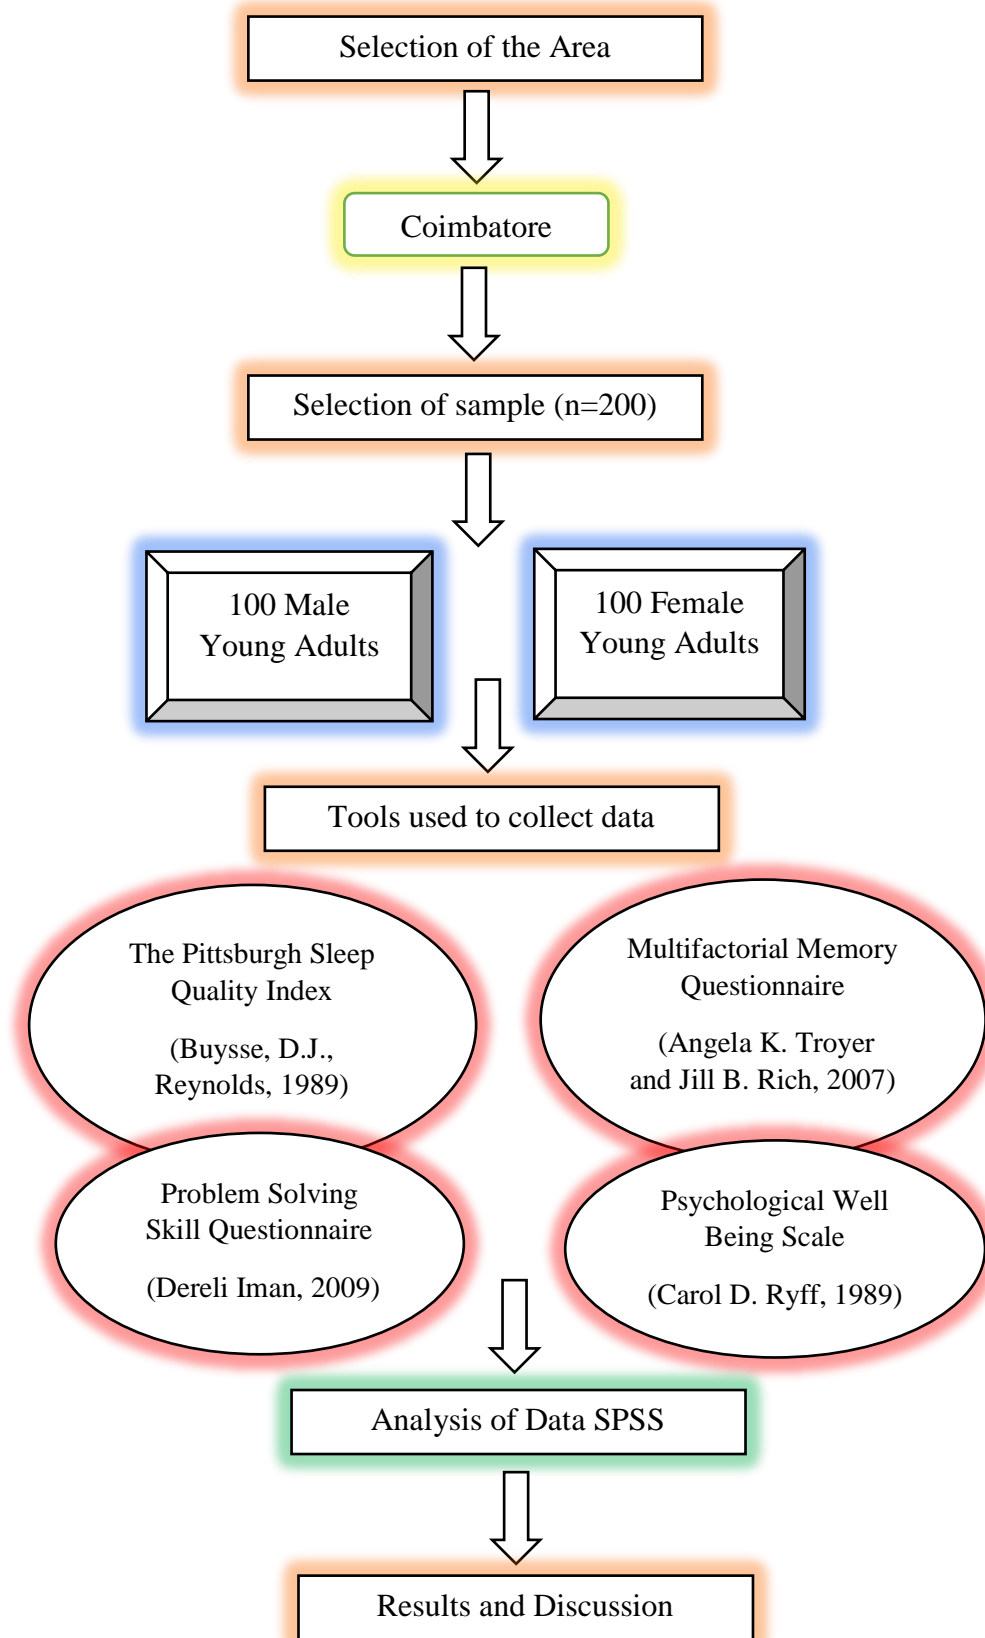 Selection of the Area
Coimbatore
Selection of sample (n=200)
100 Male
Young Adults
100 Female
Young Adults
Tools used to collect data
The Pittsburgh Sleep
Quality Index
(Buysse, D.J.,
Reynolds, 1989)
Multifactorial Memory
Questionnaire
(Angela K. Troyer
and Jill B. Rich, 2007)
Problem Solving
Skill Questionnaire
(Dereli Iman, 2009)
Psychological Well
Being Scale
(Carol D. Ryff, 1989)
Analysis of Data SPSS
Results and Discussion